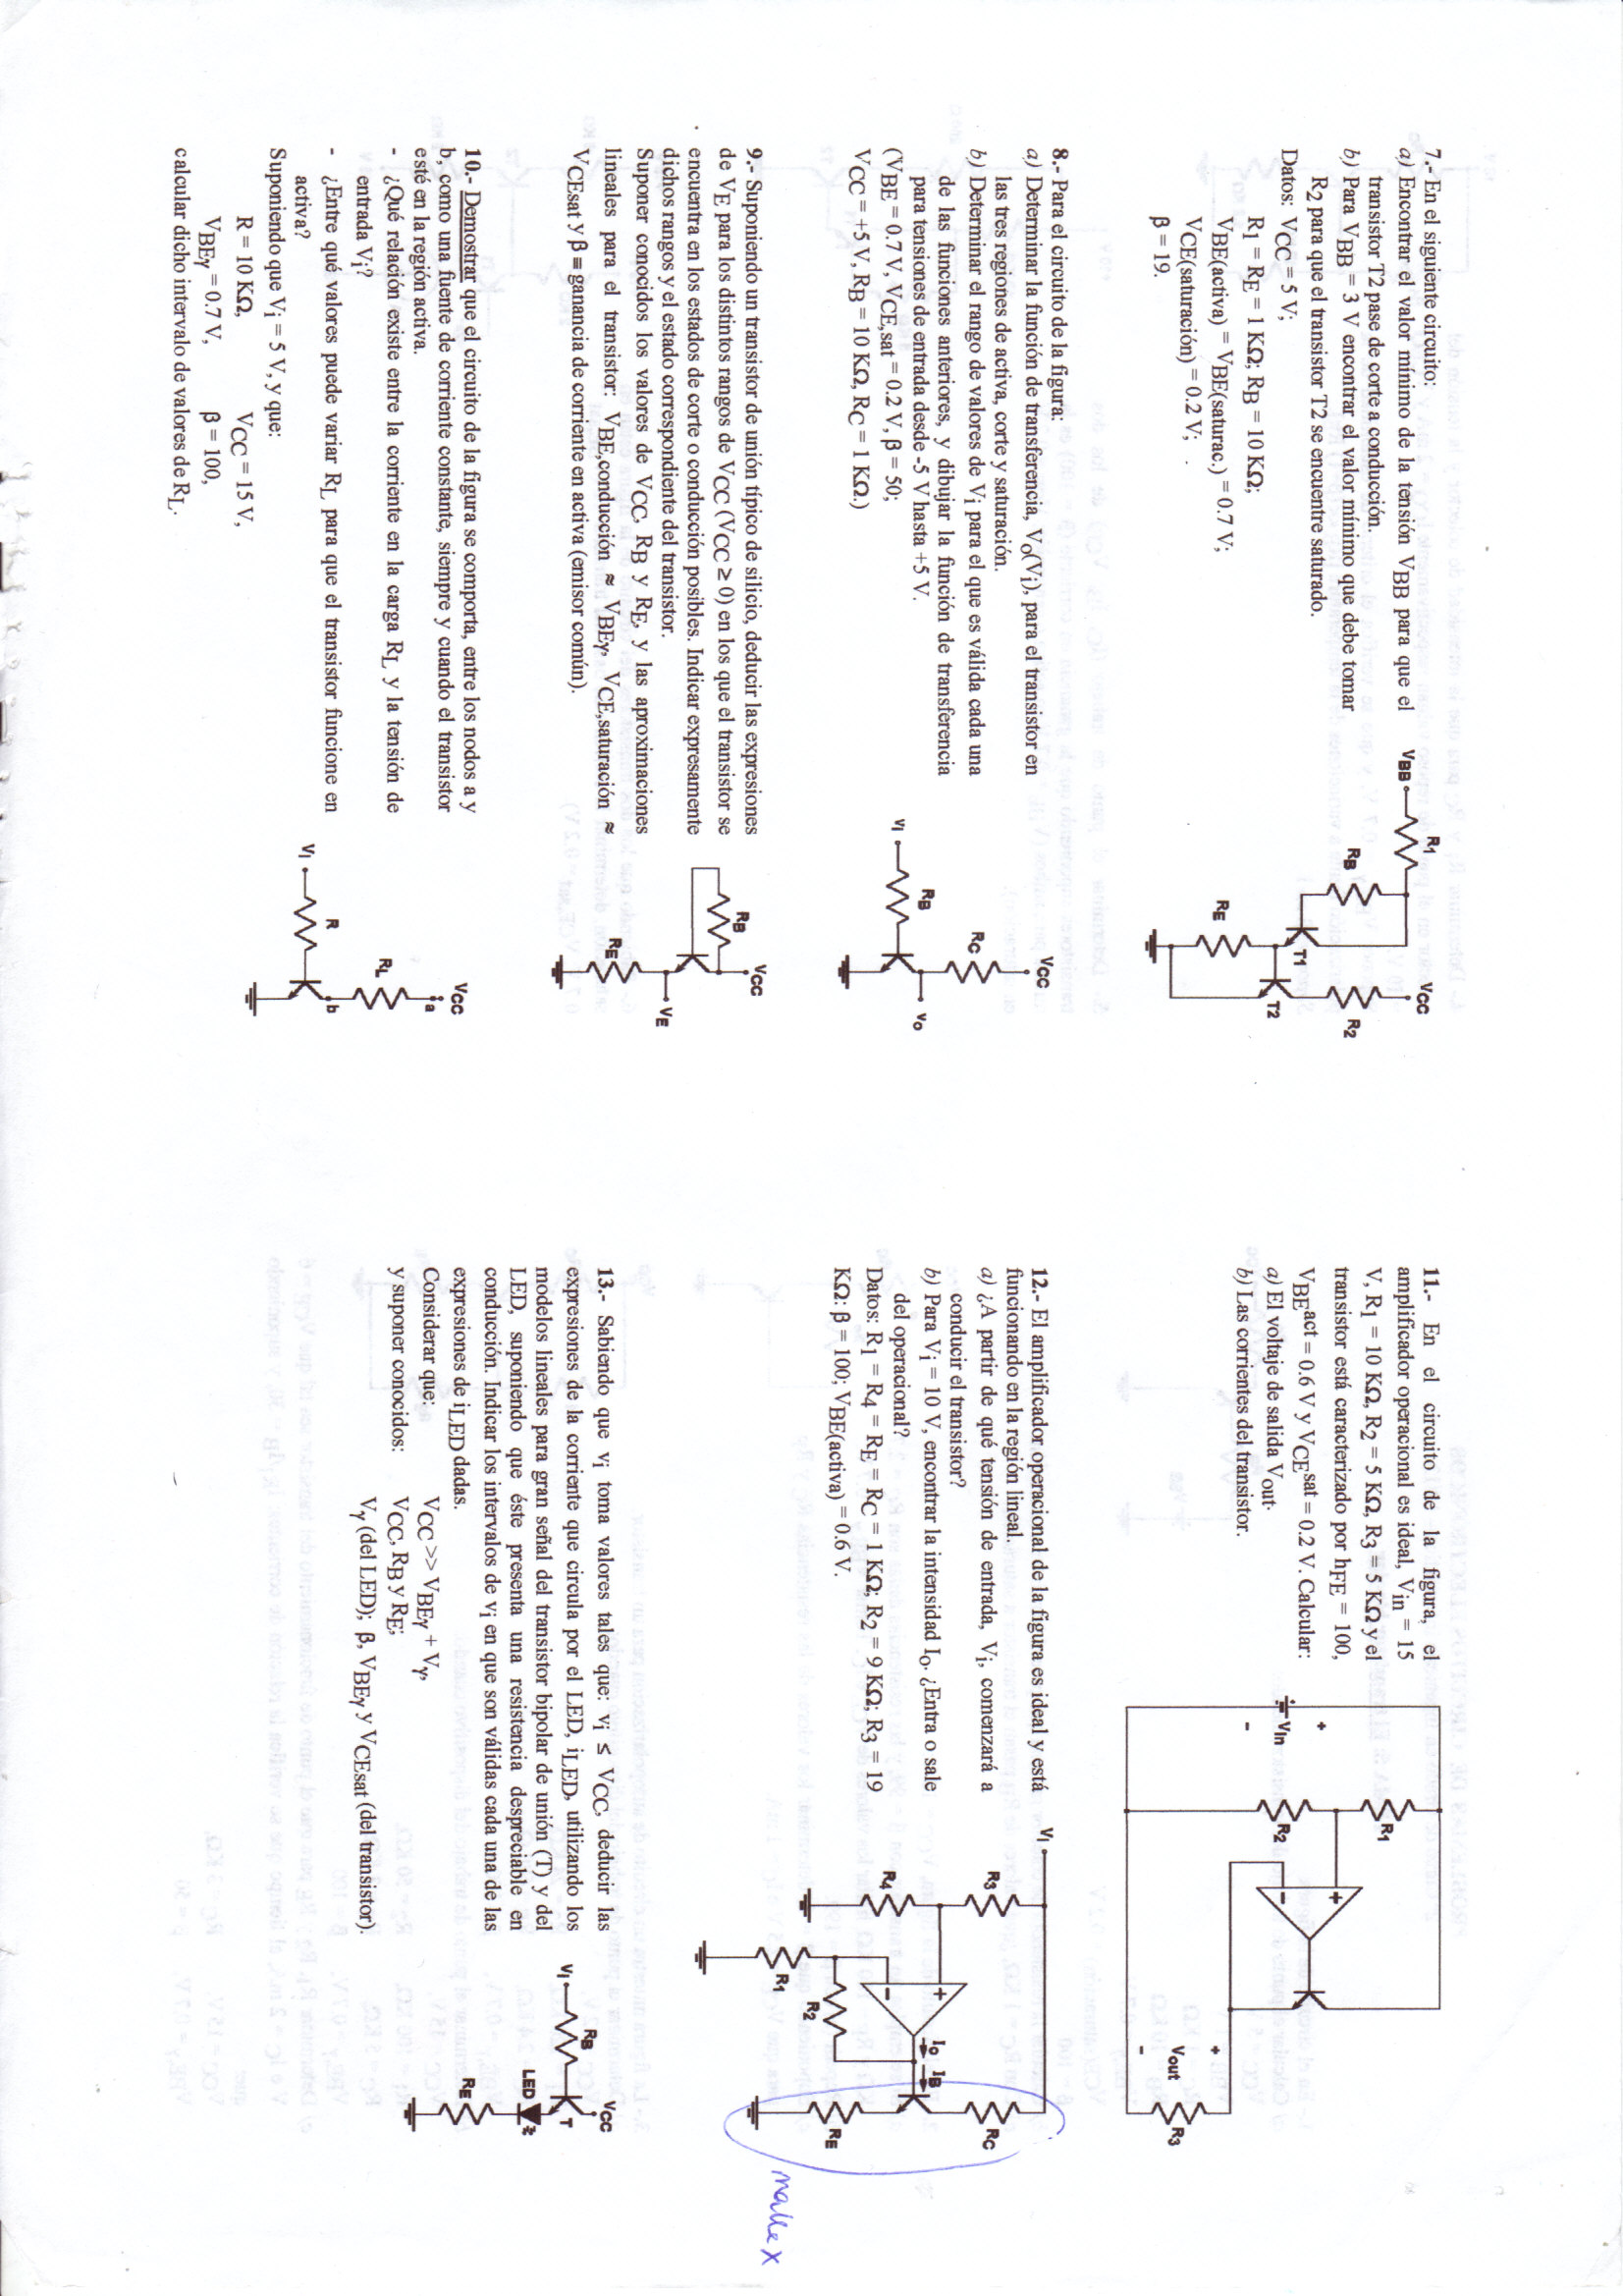 7.- En el siguiente circuito:
a) Encontrar el valor mínimo de la tensión VBB para que el
transistor T2 pase de corte a conducción.
b) Para VBB = 3 V encontrar el valor mínimo que debe tomar
R2 para que el transistor T2 se encuentre saturado.
Datos: VCC = 5 V;
R1 = RE = 1 KΩ; RB = 10 KΩ;
VBE(activa) = VBE(saturac.) = 0.7 V;
VCE(saturación) = 0.2 V;
β = 19.
VBB
R1
VCC
RB
R2
T1
T2
RE
8.- Para el circuito de la figura:
a) Determinar la función de transferencia, Vo(Vi), para el transistor en
las tres regiones de activa, corte y saturación.
b) Determinar el rango de valores de Vi para el que es válida cada una
de las funciones anteriores, y dibujar la función de transferencia
para tensiones de entrada desde -5 V hasta +5 V.
(VBE = 0.7 V, VCE,sat = 0.2 V, β = 50;
VCC = +5 V, RB = 10 KΩ, RC = 1 KΩ.)
VCC
RC
vo
vi
RB
9.- Suponiendo un transistor de unión típico de silicio, deducir las expresiones
de VE para los distintos rangos de VCC (VCC ≥ 0) en los que el transistor se
encuentra en los estados de corte o conducción posibles. Indicar expresamente
dichos rangos y el estado correspondiente del transistor.
Suponer conocidos los valores de VCC, RB y RE, y las aproximaciones
lineales para el transistor: VBE,conducción ≈ VBEγ, VCE,saturación ≈
VCEsat y β ≡ ganancia de corriente en activa (emisor común).
RB
VCC
VE
RE
10.- Demostrar que el circuito de la figura se comporta, entre los nodos a y
b, como una fuente de corriente constante, siempre y cuando el transistor
esté en la región activa.
- ¿Qué relación existe entre la corriente en la carga RL y la tensión de
entrada Vi?
- ¿Entre qué valores puede variar RL para que el transistor funcione en
activa?
Suponiendo que Vi = 5 V, y que:
R = 10 KΩ, VCC = 15 V,
VBEγ = 0.7 V, β = 100,
calcular dicho intervalo de valores de RL.
VCC
a
RL
b
vi
R
11.- En el circuito de la figura, el
amplificador operacional es ideal, Vin = 15
V, R1 = 10 KΩ, R2 = 5 KΩ, R3 = 5 KΩ y el
transistor está caracterizado por hFE = 100,
VBEact = 0.6 V y VCEsat = 0.2 V. Calcular:
a) El voltaje de salida Vout.
b) Las corrientes del transistor.
R1
+
Vin
-
R2
+
-
+
Vout
-
R3
12.- El amplificador operacional de la figura es ideal y está
funcionando en la región lineal.
a) ¿A partir de qué tensión de entrada, Vi, comenzará a
conducir el transistor?
b) Para Vi = 10 V, encontrar la intensidad Io. ¿Entra o sale
del operacional?
Datos: R1 = R4 = RE = RC = 1 KΩ; R2 = 9 KΩ; R3 = 19
KΩ: β = 100; VBE(activa) = 0.6 V.
Vi
R3
RC
R4
+
-
Io
IB
R2
R1
RE
malla X
13.- Sabiendo que vi toma valores tales que: vi ≤ VCC, deducir las
expresiones de la corriente que circula por el LED, iLED, utilizando los
modelos lineales para gran señal del transistor bipolar de unión (T) y del
LED, suponiendo que éste presenta una resistencia despreciable en
conducción. Indicar los intervalos de vi en que son válidas cada una de las
expresiones de iLED dadas.
Considerar que: VCC >> VBEγ + Vγ,
y suponer conocidos: VCC, RB y RE;
Vγ (del LED); β, VBEγ y VCEsat (del transistor).
VCC
vi
RB
T
LED
RE